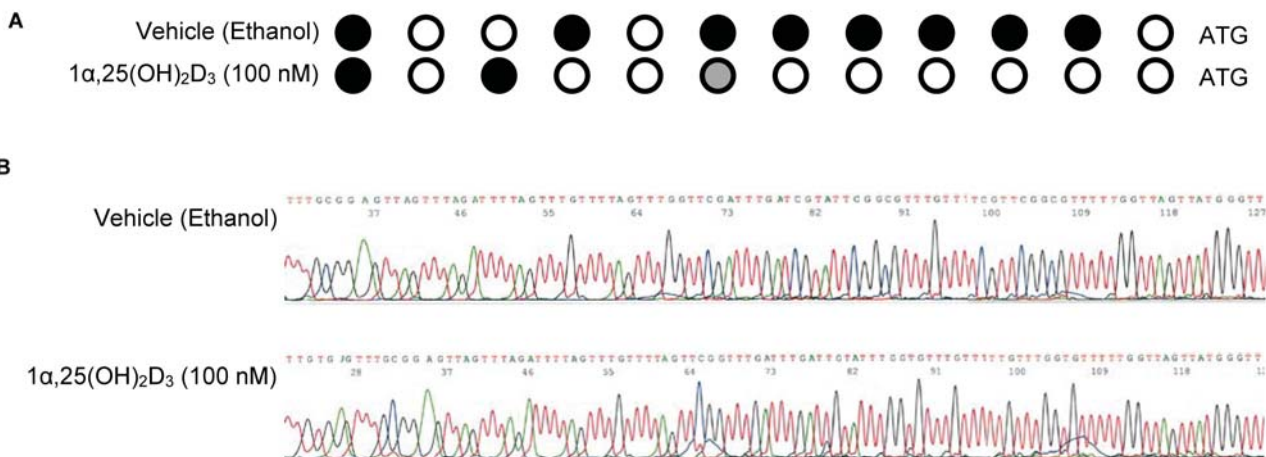 A
Vehicle (Ethanol) ATG
1α,25(OH)₂D₃ (100 nM) ATG
B
TTTGCGGAGTTAGTTTAGATTTTAGTTTGTTTTAGTTTGGTTCGATTTGATCGTATTCGGCGTTTGTTTTCGTTCGGCGTTTTTGGTTAGTTATGGGTT
37 46 55 64 73 82 91 100 109 118 127
Vehicle (Ethanol)
28 37 46 55 64 73 82 91 100 109 118
1α,25(OH)₂D₃ (100 nM)